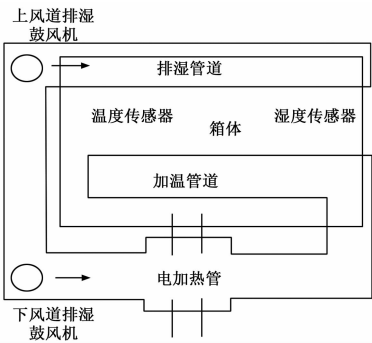 上风道排湿
鼓风机
排湿管道
温度传感器
湿度传感器
箱体
加温管道
电加热管
下风道排湿
鼓风机